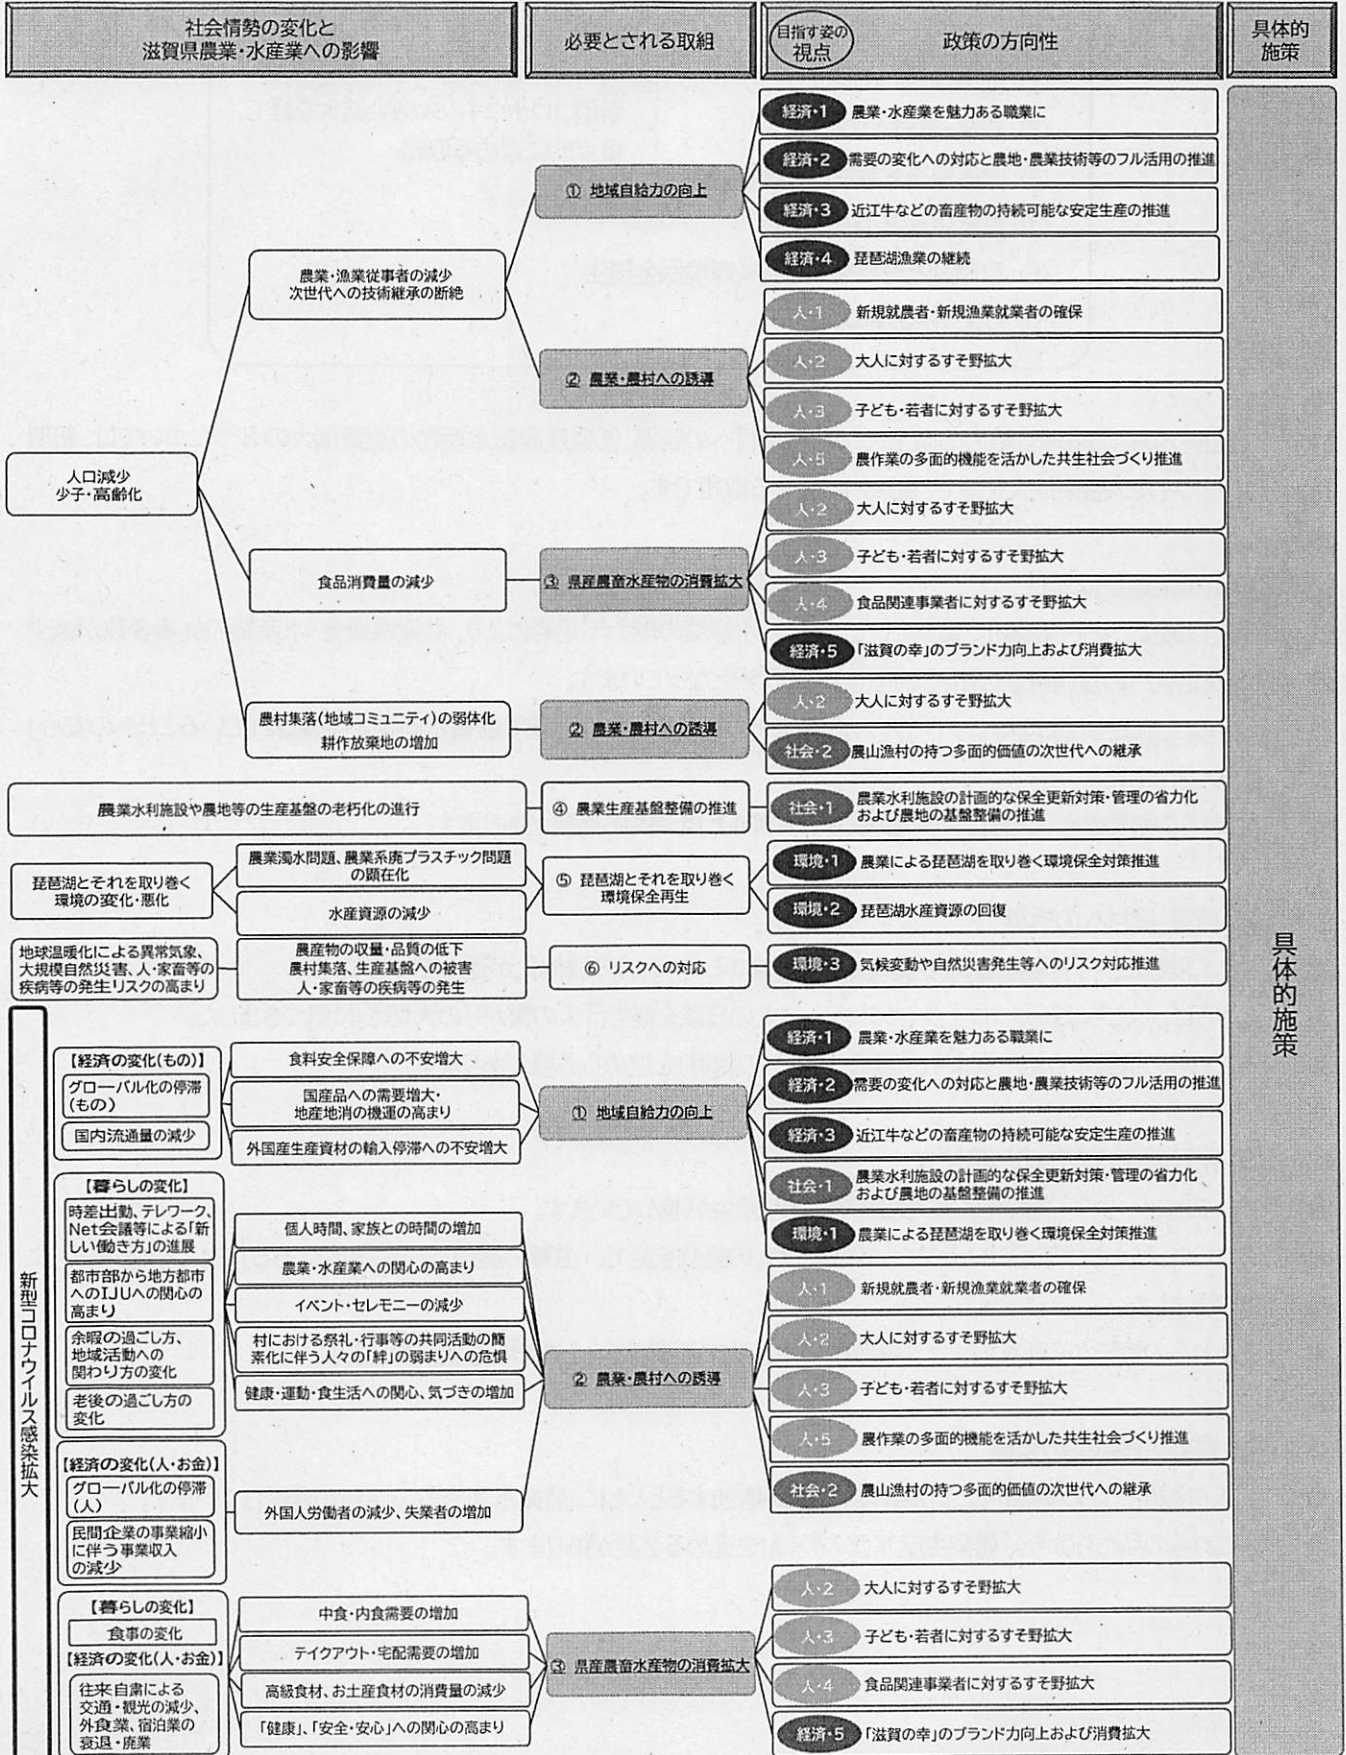 社会情勢の変化と
滋賀県農業・水産業への影響
必要とされる取組
目指す姿の
視点
政策の方向性
具体的
施策
人口減少
少子・高齢化
農業・漁業従事者の減少
次世代への技術継承の断絶
① 地域自給力の向上
経済・1 農業・水産業を魅力ある職業に
経済・2 需要の変化への対応と農地・農業技術等のフル活用の推進
経済・3 近江牛などの畜産物の持続可能な安定生産の推進
経済・4 琵琶湖漁業の継続
② 農業・農村への誘導
人・1 新規就農者・新規漁業就業者の確保
人・2 大人に対するすそ野拡大
人・3 子ども・若者に対するすそ野拡大
人・5 農作業の多面的機能を活かした共生社会づくり推進
食品消費量の減少
③ 県産農畜水産物の消費拡大
人・2 大人に対するすそ野拡大
人・3 子ども・若者に対するすそ野拡大
人・4 食品関連事業者に対するすそ野拡大
経済・5 「滋賀の幸」のブランド力向上および消費拡大
農村集落(地域コミュニティ)の弱体化
耕作放棄地の増加
② 農業・農村への誘導
人・2 大人に対するすそ野拡大
社会・2 農山漁村の持つ多面的価値の次世代への継承
農業水利施設や農地等の生産基盤の老朽化の進行
④ 農業生産基盤整備の推進
社会・1 農業水利施設の計画的な保全更新対策・管理の省力化
および農地の基盤整備の推進
琵琶湖とそれを取り巻く
環境の変化・悪化
農業濁水問題、農業系廃プラスチック問題
の顕在化
水産資源の減少
⑤ 琵琶湖とそれを取り巻く
環境保全再生
環境・1 農業による琵琶湖を取り巻く環境保全対策推進
環境・2 琵琶湖水産資源の回復
地球温暖化による異常気象、
大規模自然災害、人・家畜等の
疾病等の発生リスクの高まり
農産物の収量・品質の低下
農村集落、生産基盤への被害
人・家畜等の疾病等の発生
⑥ リスクへの対応
環境・3 気候変動や自然災害発生等へのリスク対応推進
具体的施策
新型コロナウイルス感染拡大
【経済の変化(もの)】
グローバル化の停滞
(もの)
国内流通量の減少
食料安全保障への不安増大
国産品への需要増大・
地産地消の機運の高まり
外国産生産資材の輸入停滞への不安増大
① 地域自給力の向上
経済・1 農業・水産業を魅力ある職業に
経済・2 需要の変化への対応と農地・農業技術等のフル活用の推進
経済・3 近江牛などの畜産物の持続可能な安定生産の推進
社会・1 農業水利施設の計画的な保全更新対策・管理の省力化
および農地の基盤整備の推進
環境・1 農業による琵琶湖を取り巻く環境保全対策推進
【暮らしの変化】
時差出勤、テレワーク、
Net会議等による「新
しい働き方」の進展
都市部から地方都市
へのIJUへの関心の
高まり
余暇の過ごし方、
地域活動への
関わり方の変化
老後の過ごし方の
変化
個人時間、家族との時間の増加
農業・水産業への関心の高まり
イベント・セレモニーの減少
村における祭礼・行事等の共同活動の簡
素化に伴う人々の「絆」の弱まりへの危惧
健康・運動・食生活への関心、気づきの増加
【経済の変化(人・お金)】
グローバル化の停滞
(人)
民間企業の事業縮小
に伴う事業収入
の減少
外国人労働者の減少、失業者の増加
② 農業・農村への誘導
人・1 新規就農者・新規漁業就業者の確保
人・2 大人に対するすそ野拡大
人・3 子ども・若者に対するすそ野拡大
人・5 農作業の多面的機能を活かした共生社会づくり推進
社会・2 農山漁村の持つ多面的価値の次世代への継承
【暮らしの変化】
食事の変化
【経済の変化(人・お金)】
往来自粛による
交通・観光の減少、
外食業、宿泊業の
衰退・廃業
中食・内食需要の増加
テイクアウト・宅配需要の増加
高級食材、お土産食材の消費量の減少
「健康」、「安全・安心」への関心の高まり
③ 県産農畜水産物の消費拡大
人・2 大人に対するすそ野拡大
人・3 子ども・若者に対するすそ野拡大
人・4 食品関連事業者に対するすそ野拡大
経済・5 「滋賀の幸」のブランド力向上および消費拡大